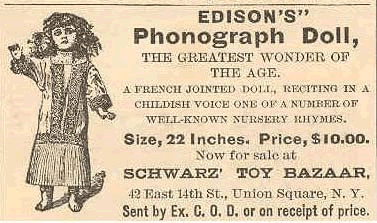 EDISON'S"
Phonograph Doll,
THE GREATEST WONDER OF
THE AGE.
A FRENCH JOINTED DOLL, RECITING IN A
CHILDISH VOICE ONE OF A NUMBER OF
WELL-KNOWN NURSERY RHYMES.
Size, 22 Inches. Price, $10.00.
Now for sale at
SCHWARZ' TOY BAZAAR,
42 East 14th St., Union Square, N. Y.
Sent by Ex. C. O. D. or on receipt of price.